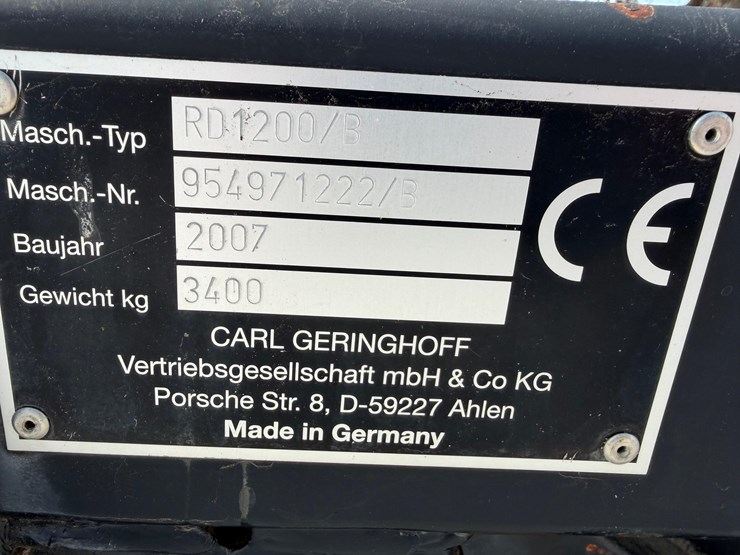 Masch.-Typ RD1200/B
Masch.-Nr. 954971222/B
Baujahr 2007
Gewicht kg 3400
CE
CARL GERINGHOFF
Vertriebsgesellschaft mbH & Co KG
Porsche Str. 8, D-59227 Ahlen
Made in Germany